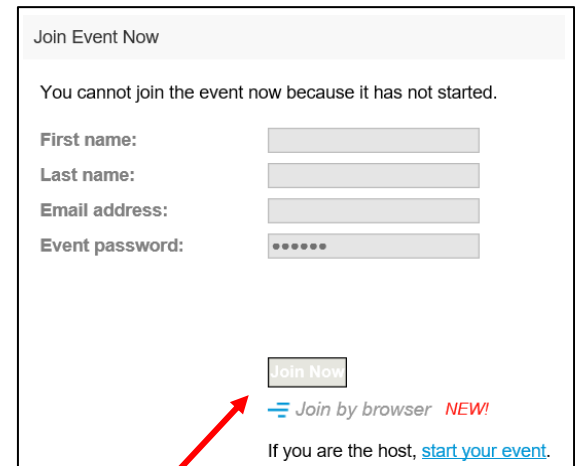 Join Event Now
You cannot join the event now because it has not started.
First name:
Last name:
Email address:
Event password: ••••••
Join Now
Join by browser NEW!
If you are the host, start your event.